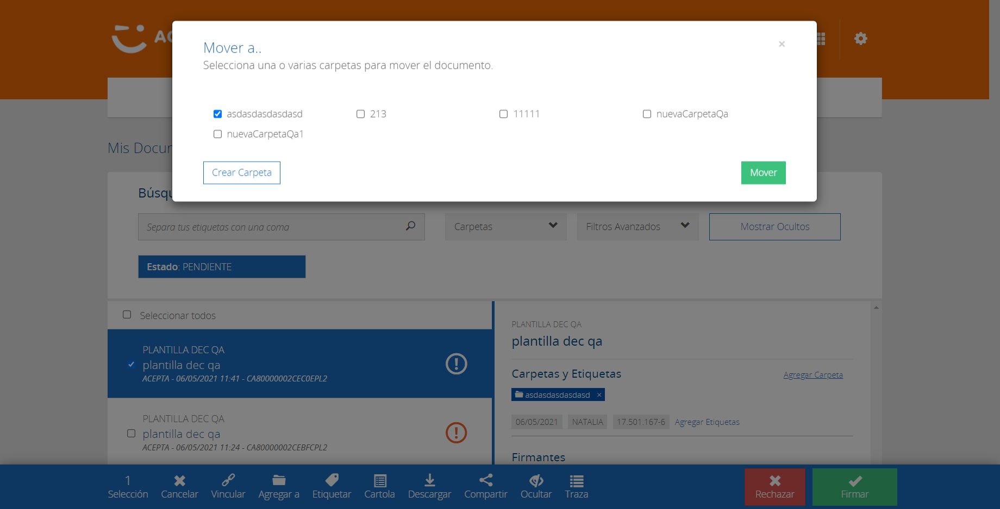 AC
Mover a..
×
Selecciona una o varias carpetas para mover el documento.
asdasdasdasdasd 213 11111 nuevaCarpetaQa
nuevaCarpetaQa1
Crear Carpeta Mover
Mis Docum
Búsqu
Separa tus etiquetas con una coma Carpetas Filtros Avanzados Mostrar Ocultos
Estado: PENDIENTE
Seleccionar todos
PLANTILLA DEC QA
plantilla dec qa
ACEPTA - 06/05/2021 11:41 - CA80000002CEC0EPL2
PLANTILLA DEC QA
plantilla dec qa
ACEPTA - 06/05/2021 11:24 - CA80000002CEBFCPL2
PLANTILLA DEC QA
plantilla dec qa
Carpetas y Etiquetas Agregar Carpeta
asdasdasdasdasd ×
06/05/2021 NATALIA 17.501.167-6 Agregar Etiquetas
Firmantes
1
Selección Cancelar Vincular Agregar a Etiquetar Cartola Descargar Compartir Ocultar Traza Rechazar Firmar